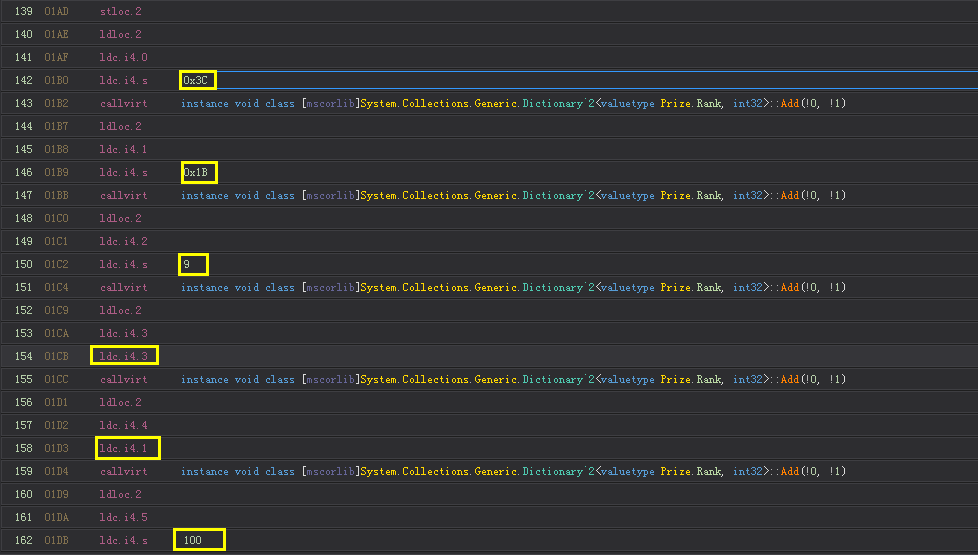 139 01AD stloc.2
140 01AE ldloc.2
141 01AF ldc.i4.0
142 01B0 ldc.i4.s 0x3C
143 01B2 callvirt instance void class [mscorlib]System.Collections.Generic.Dictionary`2<valuetype Prize.Rank, int32>::Add(!0, !1)
144 01B7 ldloc.2
145 01B8 ldc.i4.1
146 01B9 ldc.i4.s 0x1B
147 01BB callvirt instance void class [mscorlib]System.Collections.Generic.Dictionary`2<valuetype Prize.Rank, int32>::Add(!0, !1)
148 01C0 ldloc.2
149 01C1 ldc.i4.2
150 01C2 ldc.i4.s 9
151 01C4 callvirt instance void class [mscorlib]System.Collections.Generic.Dictionary`2<valuetype Prize.Rank, int32>::Add(!0, !1)
152 01C9 ldloc.2
153 01CA ldc.i4.3
154 01CB ldc.i4.3
155 01CC callvirt instance void class [mscorlib]System.Collections.Generic.Dictionary`2<valuetype Prize.Rank, int32>::Add(!0, !1)
156 01D1 ldloc.2
157 01D2 ldc.i4.4
158 01D3 ldc.i4.1
159 01D4 callvirt instance void class [mscorlib]System.Collections.Generic.Dictionary`2<valuetype Prize.Rank, int32>::Add(!0, !1)
160 01D9 ldloc.2
161 01DA ldc.i4.5
162 01DB ldc.i4.s 100